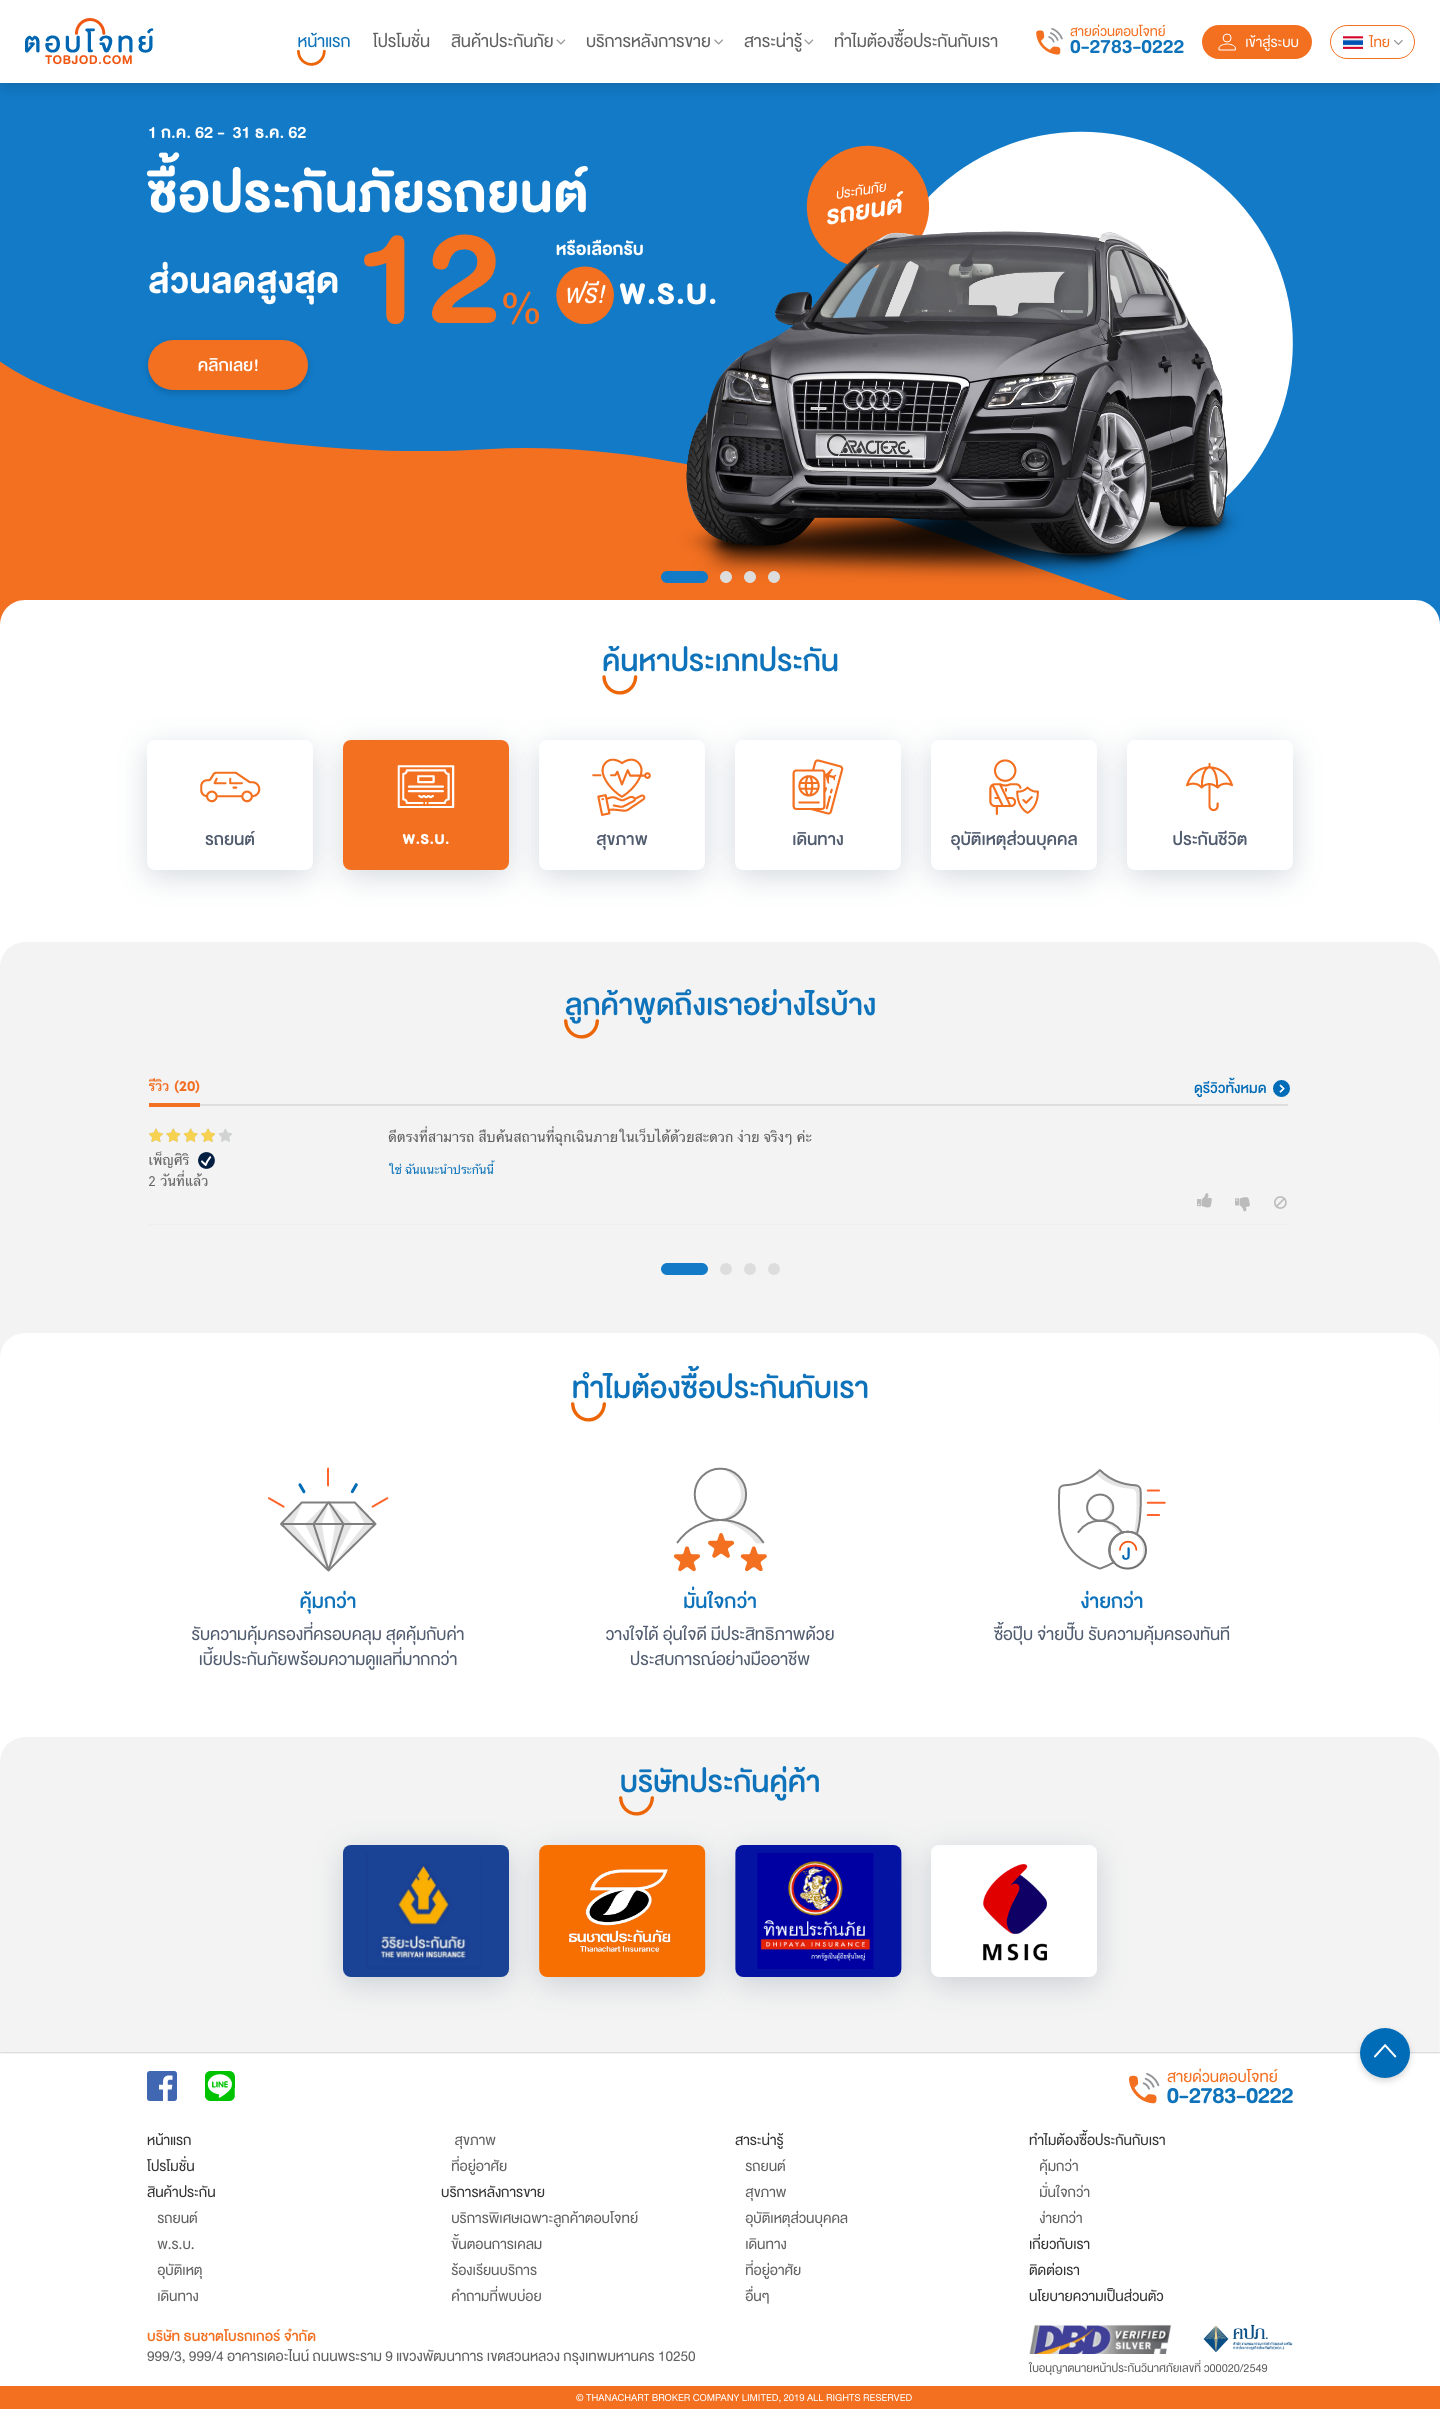 ตอบโจทย์
TOBJOD.COM
หน้าแรก
โปรโมชั่น
สินค้าประกันภัย
บริการหลังการขาย
สาระน่ารู้
ทำไมต้องซื้อประกันกับเรา
สายด่วนตอบโจทย์
0-2783-0222
เข้าสู่ระบบ
ไทย
1 ก.ค. 62 - 31 ธ.ค. 62
ซื้อประกันภัยรถยนต์
ส่วนลดสูงสุด 12%
หรือเลือกรับ
ฟรี! พ.ร.บ.
คลิกเลย!
ประกันภัย
รถยนต์
CARACTERE
ค้นหาประเภทประกัน
รถยนต์
พ.ร.บ.
สุขภาพ
เดินทาง
อุบัติเหตุส่วนบุคคล
ประกันชีวิต
ลูกค้าพูดถึงเราอย่างไรบ้าง
รีวิว (20)
ดูรีวิวทั้งหมด
ดีตรงที่สามารถ สืบค้นสถานที่ฉุกเฉินภายในเว็บได้ด้วยสะดวก ง่าย จริงๆ ค่ะ
เพ็ญศิริ
ใช่ ฉันแนะนำประกันนี้
2 วันที่แล้ว
ทำไมต้องซื้อประกันกับเรา
คุ้มกว่า
รับความคุ้มครองที่ครอบคลุม สุดคุ้มกับค่า
เบี้ยประกันภัยพร้อมความดูแลที่มากกว่า
มั่นใจกว่า
วางใจได้ อุ่นใจดี มีประสิทธิภาพด้วย
ประสบการณ์อย่างมืออาชีพ
ง่ายกว่า
ซื้อปุ๊บ จ่ายปั๊บ รับความคุ้มครองทันที
บริษัทประกันคู่ค้า
วิริยะประกันภัย
THE VIRIYAH INSURANCE
ธนชาตประกันภัย
Thanachart Insurance
ทิพยประกันภัย
DHIPAYA INSURANCE
MSIG
LINE
สายด่วนตอบโจทย์
0-2783-0222
หน้าแรก
โปรโมชั่น
สินค้าประกัน
รถยนต์
พ.ร.บ.
อุบัติเหตุ
เดินทาง
สุขภาพ
ที่อยู่อาศัย
บริการหลังการขาย
บริการพิเศษเฉพาะลูกค้าตอบโจทย์
ขั้นตอนการเคลม
ร้องเรียนบริการ
คำถามที่พบบ่อย
สาระน่ารู้
รถยนต์
สุขภาพ
อุบัติเหตุส่วนบุคคล
เดินทาง
ที่อยู่อาศัย
อื่นๆ
ทำไมต้องซื้อประกันกับเรา
คุ้มกว่า
มั่นใจกว่า
ง่ายกว่า
เกี่ยวกับเรา
ติดต่อเรา
นโยบายความเป็นส่วนตัว
บริษัท ธนชาตโบรกเกอร์ จำกัด
999/3, 999/4 อาคารเดอะไนน์ ถนนพระราม 9 แขวงพัฒนาการ เขตสวนหลวง กรุงเทพมหานคร 10250
DBD VERIFIED
SILVER
คปภ.
ใบอนุญาตนายหน้าประกันวินาศภัยเลขที่ ว00020/2549
© THANACHART BROKER COMPANY LIMITED, 2019 ALL RIGHTS RESERVED